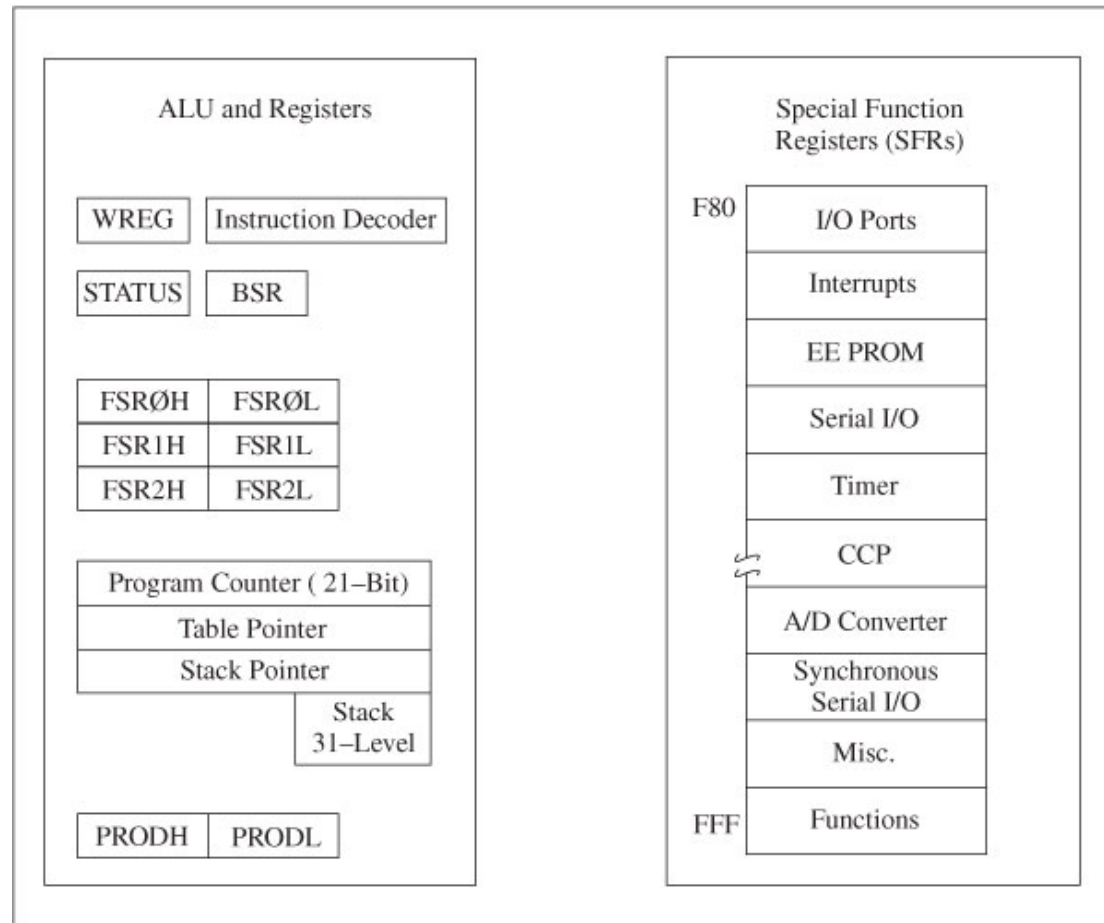 ALU and Registers
WREG
Instruction Decoder
STATUS
BSR
FSRØH
FSRØL
FSR1H
FSR1L
FSR2H
FSR2L
Program Counter ( 21–Bit)
Table Pointer
Stack Pointer
Stack
31–Level
PRODH
PRODL
Special Function
Registers (SFRs)
F80
I/O Ports
Interrupts
EE PROM
Serial I/O
Timer
CCP
A/D Converter
Synchronous
Serial I/O
Misc.
FFF
Functions